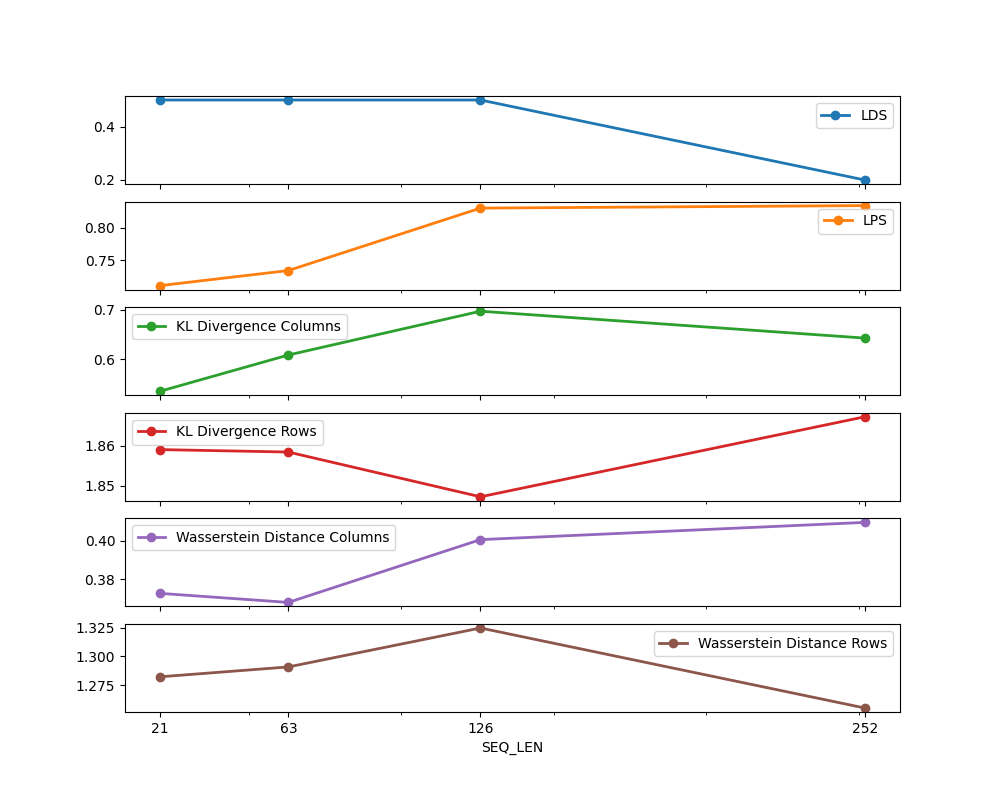 LDS
0.4
0.2
LPS
0.80
0.75
KL Divergence Columns
0.7
0.6
KL Divergence Rows
1.86
1.85
Wasserstein Distance Columns
0.40
0.38
Wasserstein Distance Rows
1.325
1.300
1.275
21 63 126 252
SEQ_LEN